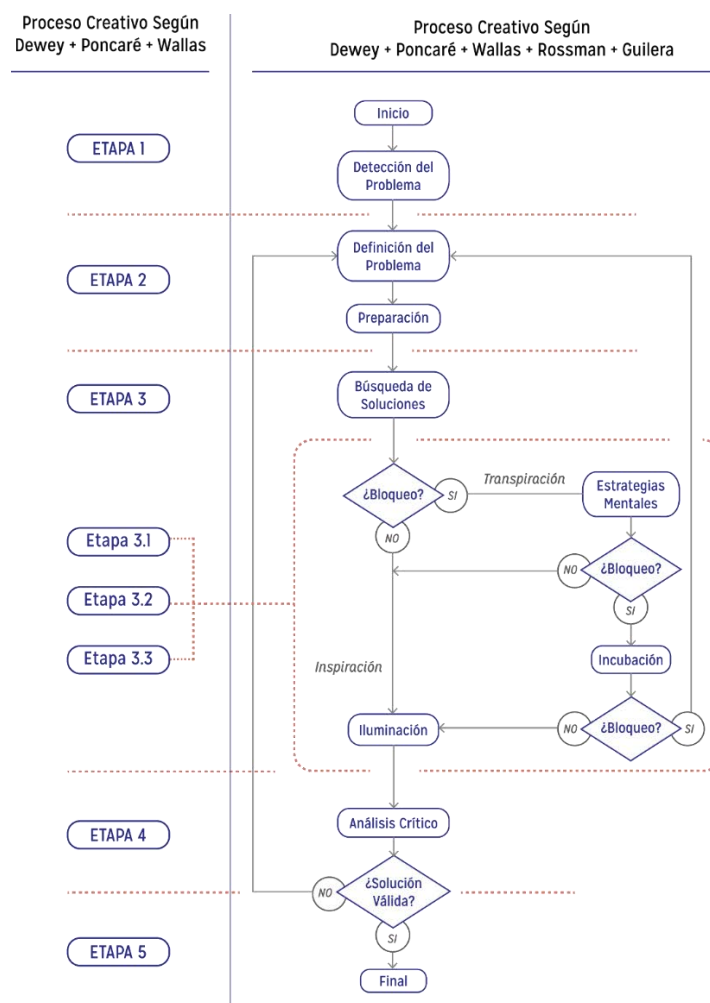 Proceso Creativo Según
Dewey + Poncaré + Wallas
Proceso Creativo Según
Dewey + Poncaré + Wallas + Rossman + Guilera
ETAPA 1
Inicio
Detección del
Problema
ETAPA 2
Definición del
Problema
Preparación
ETAPA 3
Búsqueda de
Soluciones
¿Bloqueo?
SI
Transpiración
Estrategias
Mentales
NO
Etapa 3.1
Etapa 3.2
Etapa 3.3
NO
¿Bloqueo?
SI
Inspiración
Incubación
Iluminación
NO
¿Bloqueo?
SI
ETAPA 4
Análisis Crítico
NO
¿Solución
Válida?
SI
ETAPA 5
Final